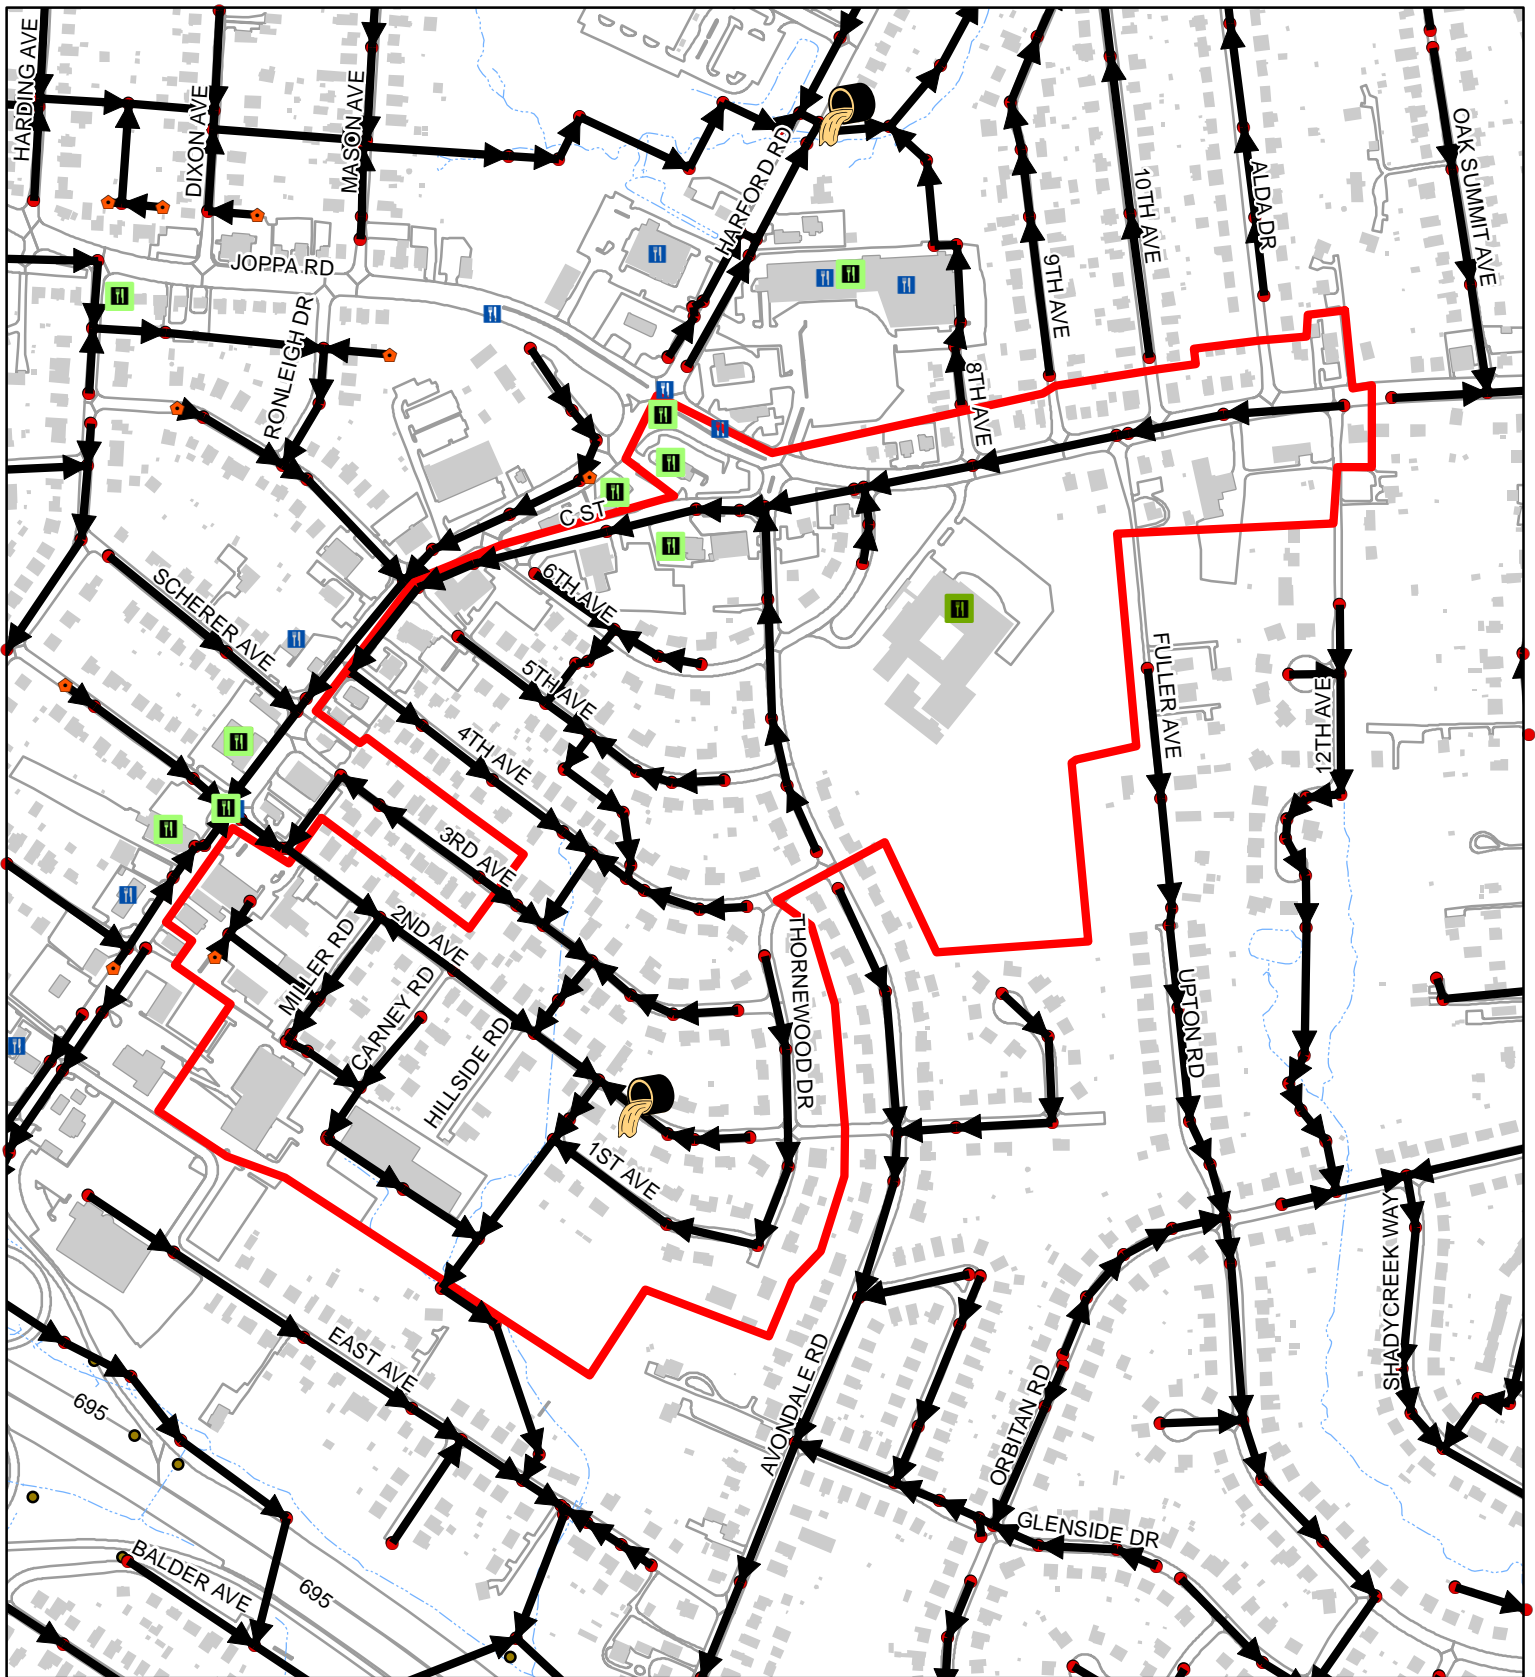 HARDING AVE
DIXON AVE
MASON AVE
HARFORD RD
OAK SUMMIT AVE
10TH AVE
ALDA DR
9TH AVE
JOPPA RD
RONLEIGH DR
8TH AVE
C ST
SCHERER AVE
6TH AVE
5TH AVE
FULLER AVE
12TH AVE
4TH AVE
3RD AVE
2ND AVE
MILLER RD
CARNEY RD
THORNEWOOD DR
HILLSIDE RD
UPTON RD
1ST AVE
SHADYCREEK WAY
EAST AVE
AVONDALE RD
ORBITAN RD
695
GLENSIDE DR
BALDER AVE
695